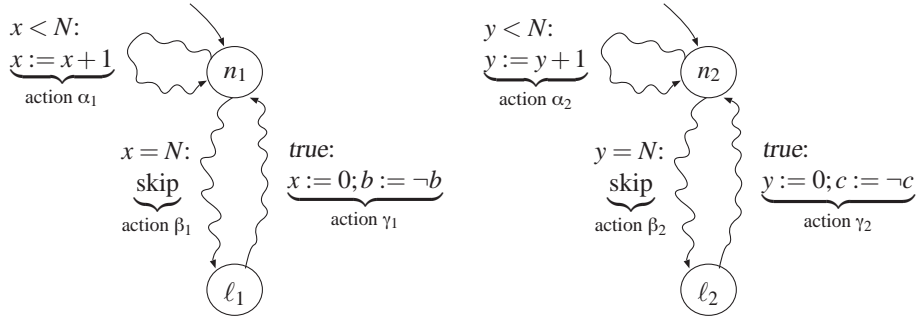 x < N:
x := x + 1
action α₁
n₁
x = N:
skip
action β₁
true:
x := 0; b := ¬b
action γ₁
ℓ₁
y < N:
y := y + 1
action α₂
n₂
y = N:
skip
action β₂
true:
y := 0; c := ¬c
action γ₂
ℓ₂